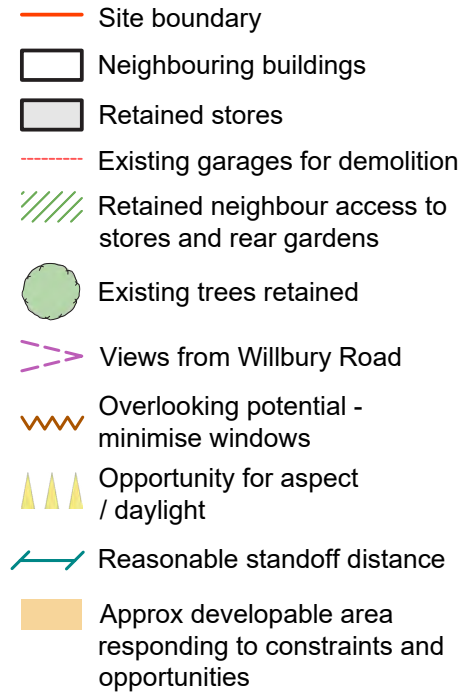 Site boundary
Neighbouring buildings
Retained stores
Existing garages for demolition
Retained neighbour access to
stores and rear gardens
Existing trees retained
Views from Willbury Road
Overlooking potential -
minimise windows
Opportunity for aspect
/ daylight
Reasonable standoff distance
Approx developable area
responding to constraints and
opportunities